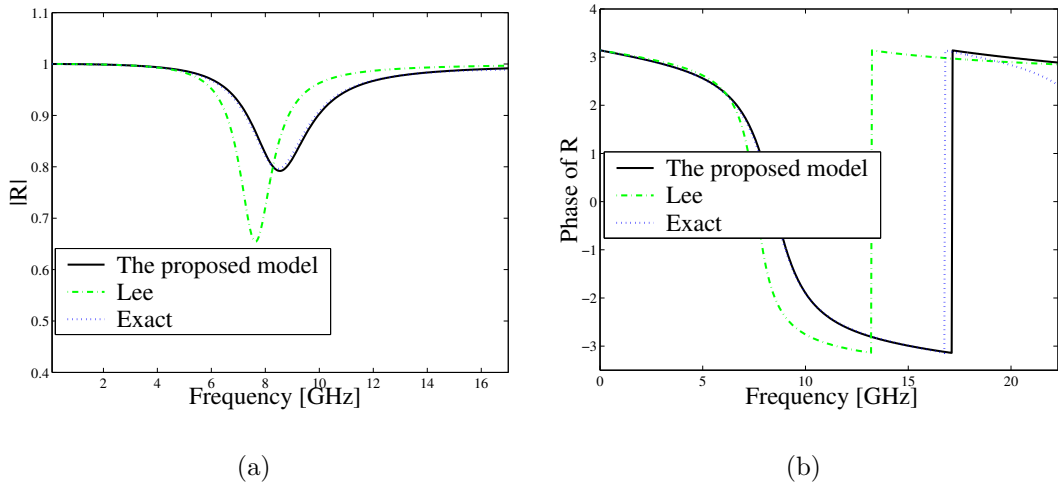 1.1
1
0.9
0.8
0.7
0.6
0.5
0.4
|R|
The proposed model
Lee
Exact
2 4 6 8 10 12 14 16
Frequency [GHz]
(a)
4
3
2
1
0
−1
−2
−3
Phase of R
The proposed model
Lee
Exact
0 5 10 15 20
Frequency [GHz]
(b)